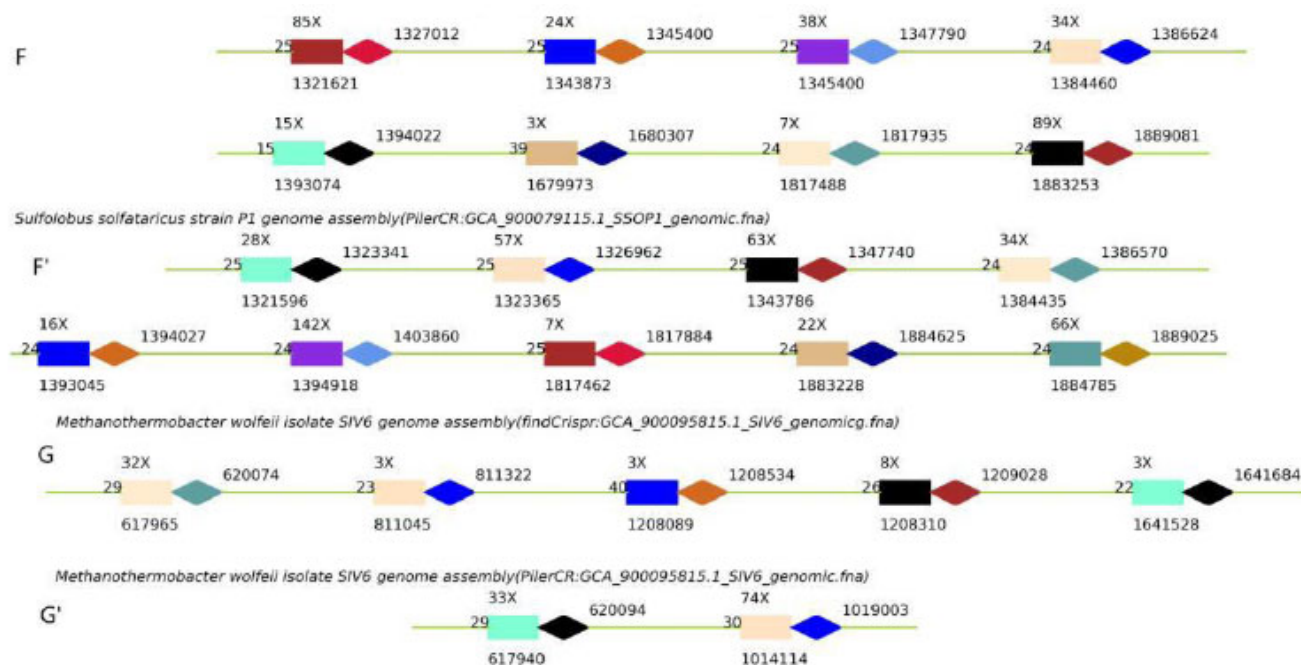 85X 24X 38X 34X
F 25 1327012 25 1345400 25 1347790 24 1386624
1321621 1343873 1345400 1384460
15X 3X 7X 89X
15 1394022 39 1680307 24 1817935 24 1889081
1393074 1679973 1817488 1883253
Sulfolobus solfataricus strain P1 genome assembly(PilerCR:GCA_900079115.1_SSOP1_genomic.fna)
28X 57X 63X 34X
F' 25 1323341 25 1326962 25 1347740 24 1386570
1321596 1323365 1343786 1384435
16X 142X 7X 22X 66X
24 1394027 24 1403860 25 1817884 24 1884625 24 1889025
1393045 1394918 1817462 1883228 1884785
Methanothermobacter wolfeii isolate SIV6 genome assembly(findCrispr:GCA_900095815.1_SIV6_genomicg.fna)
G 32X 3X 3X 8X 3X
29 620074 23 811322 40 1208534 26 1209028 22 1641684
617965 811045 1208089 1208310 1641528
Methanothermobacter wolfeii isolate SIV6 genome assembly(PilerCR:GCA_900095815.1_SIV6_genomic.fna)
G' 33X 74X
29 620094 30 1019003
617940 1014114